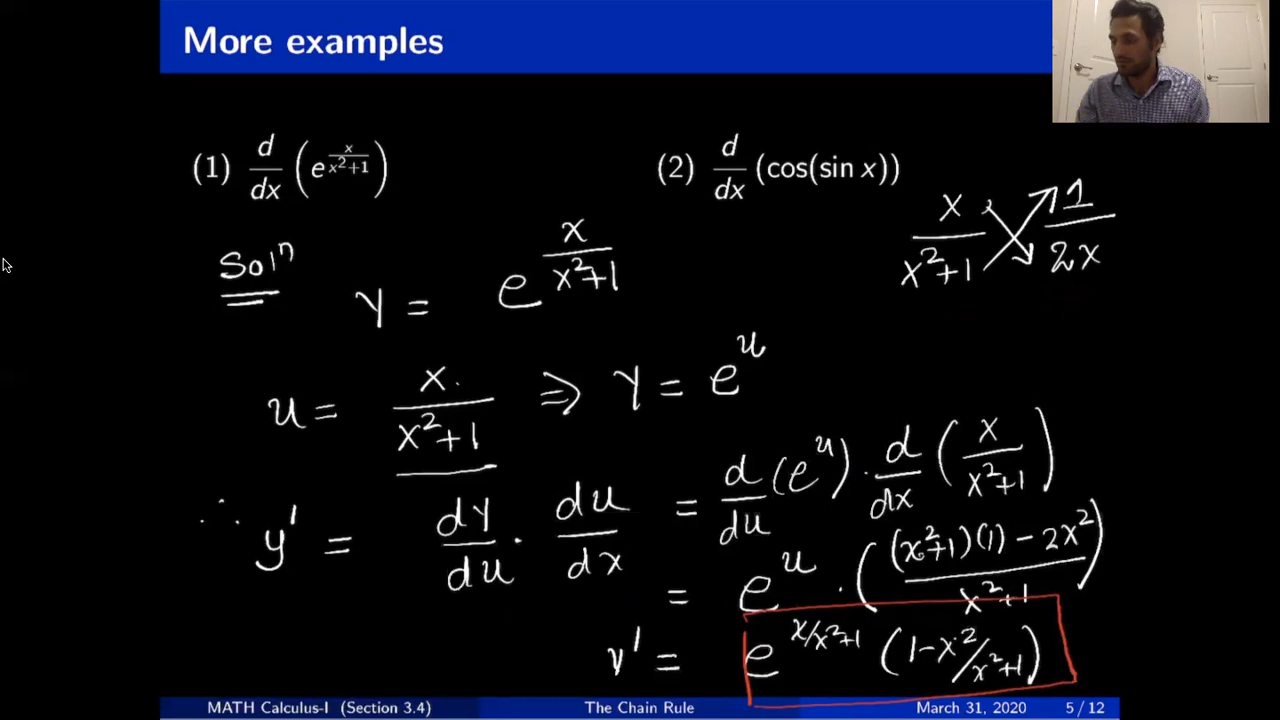 More examples
(1) d/dx (e^(x/(x²+1)))
(2) d/dx (cos(sin x))
x/(x²+1) 1/2x
Solⁿ
y = e^(x/(x²+1))
u = x/(x²+1) ⇒ y = e^u
∴ y' = dy/du · du/dx = d/du (e^u) · d/dx (x/(x²+1))
= e^u · (((x²+1)(1) − 2x²)/(x²+1))
y' = e^(x/x²+1) (1−x²/x²+1)
MATH Calculus-I (Section 3.4) The Chain Rule March 31, 2020 5 / 12